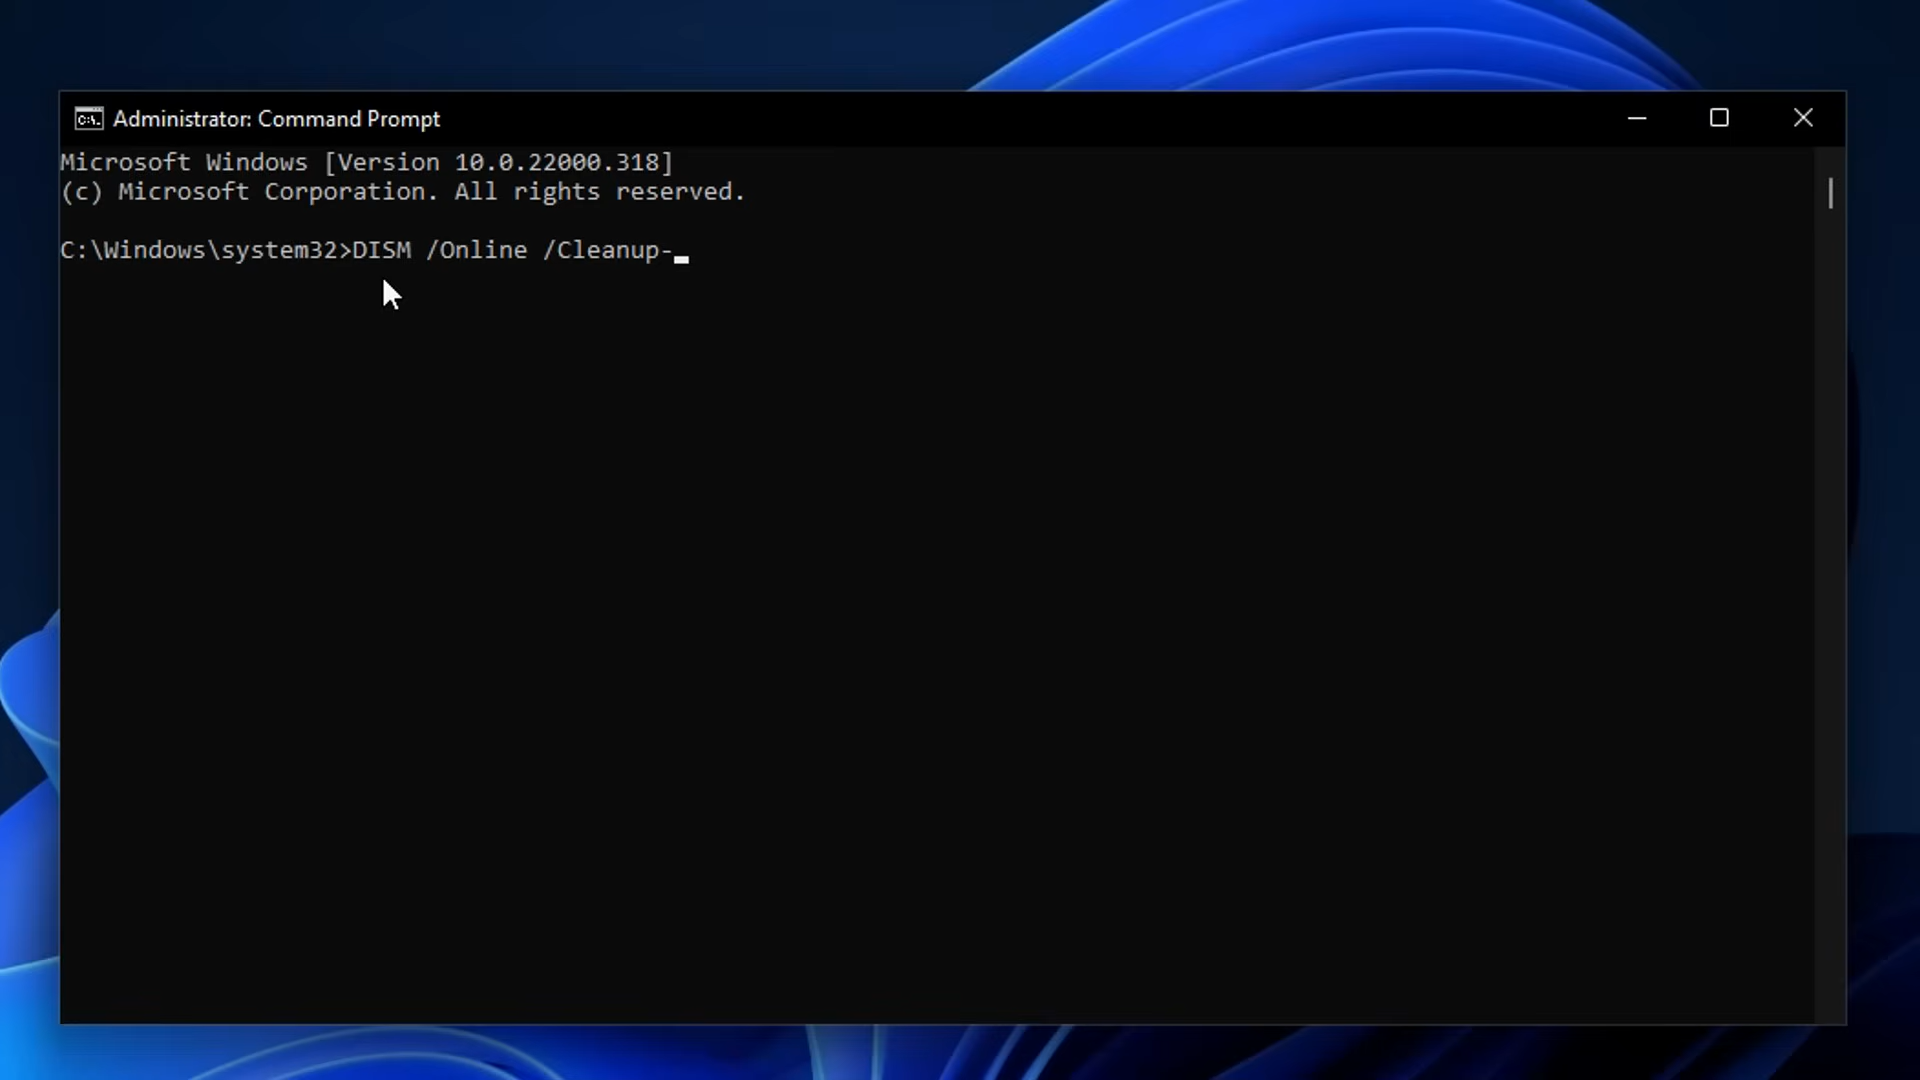 Administrator: Command Prompt
Microsoft Windows [Version 10.0.22000.318]
(c) Microsoft Corporation. All rights reserved.
C:\Windows\system32>DISM /Online /Cleanup-